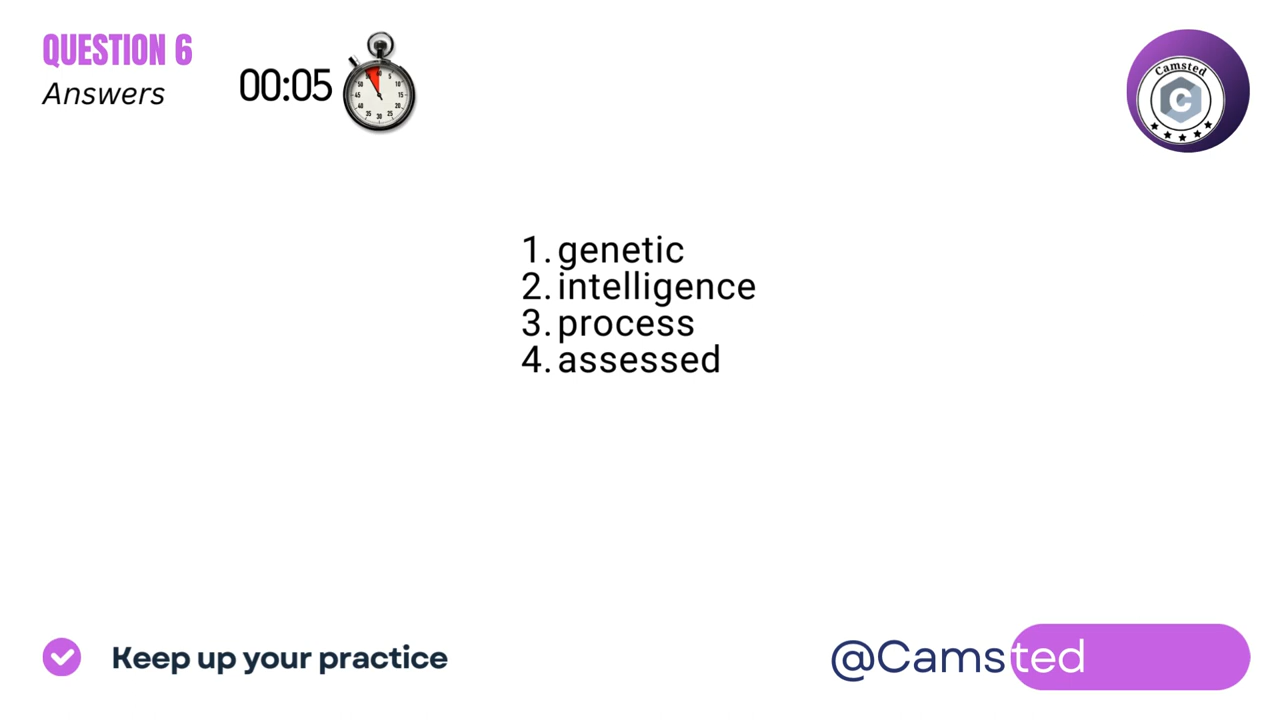 QUESTION 6
Answers
00:05
Camsted
C
1. genetic
2. intelligence
3. process
4. assessed
Keep up your practice
@Camsted